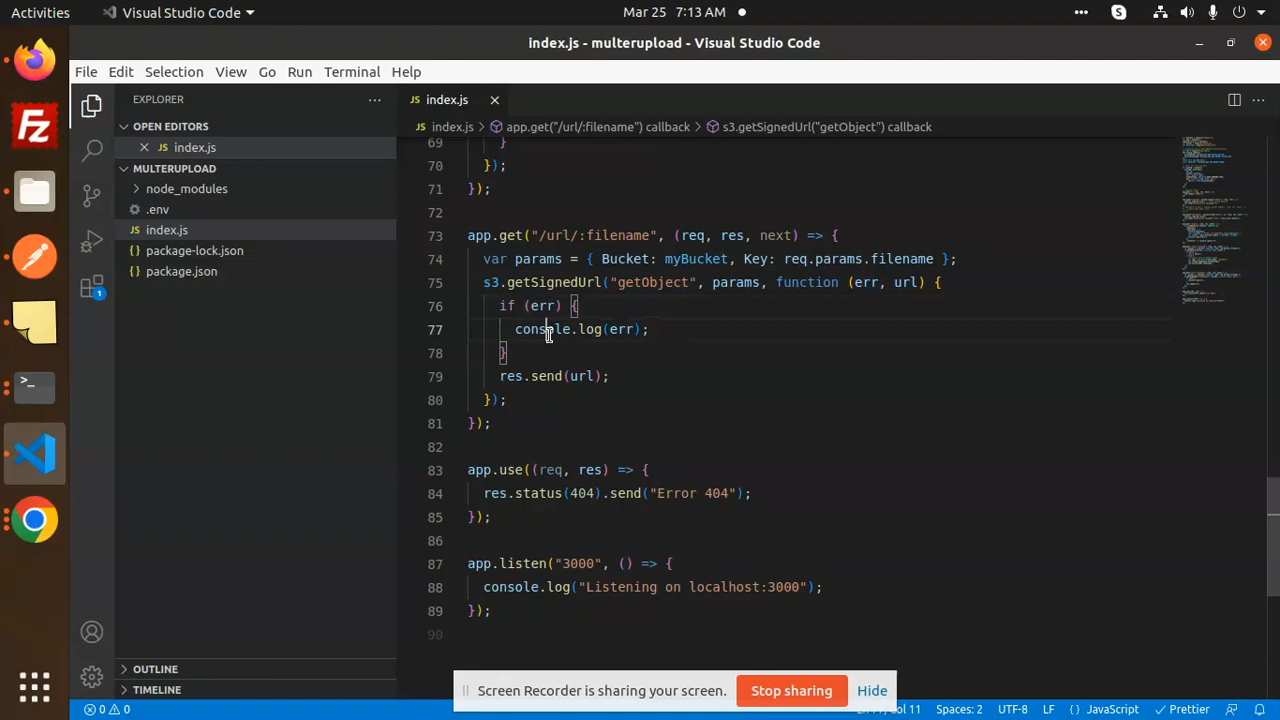 Activities
Visual Studio Code
Mar 25 7:13 AM
index.js - multerupload - Visual Studio Code
File Edit Selection View Go Run Terminal Help
EXPLORER
OPEN EDITORS
JS index.js
MULTERUPLOAD
node_modules
.env
JS index.js
package-lock.json
package.json
1
OUTLINE
TIMELINE
JS index.js
JS index.js > app.get("/url/:filename") callback > s3.getSignedUrl("getObject") callback
69 }
70 });
71 });
72
73 app.get("/url/:filename", (req, res, next) => {
74 var params = { Bucket: myBucket, Key: req.params.filename };
75 s3.getSignedUrl("getObject", params, function (err, url) {
76 if (err) {
77 console.log(err);
78 }
79 res.send(url);
80 });
81 });
82
83 app.use((req, res) => {
84 res.status(404).send("Error 404");
85 });
86
87 app.listen("3000", () => {
88 console.log("Listening on localhost:3000");
89 });
90
Screen Recorder is sharing your screen.
Stop sharing
Hide
0 0
Col 11
Spaces: 2
UTF-8
LF
{} JavaScript
Prettier